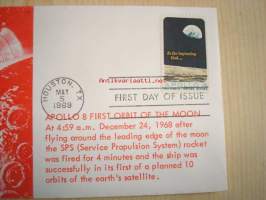 In the beginning
God...
Antikvariaatti.net
HOUSTON, TX
MAY
5
1969
FIRST DAY OF ISSUE
APOLLO 8 FIRST ORBIT OF THE MOON
At 4:59 a.m. December 24, 1968 after
flying around the leading edge of the moon
the SPS (Service Propulsion System) rocket
was fired for 4 minutes and the ship was
successfully in its first of a planned 10
orbits of the earth's satellite.